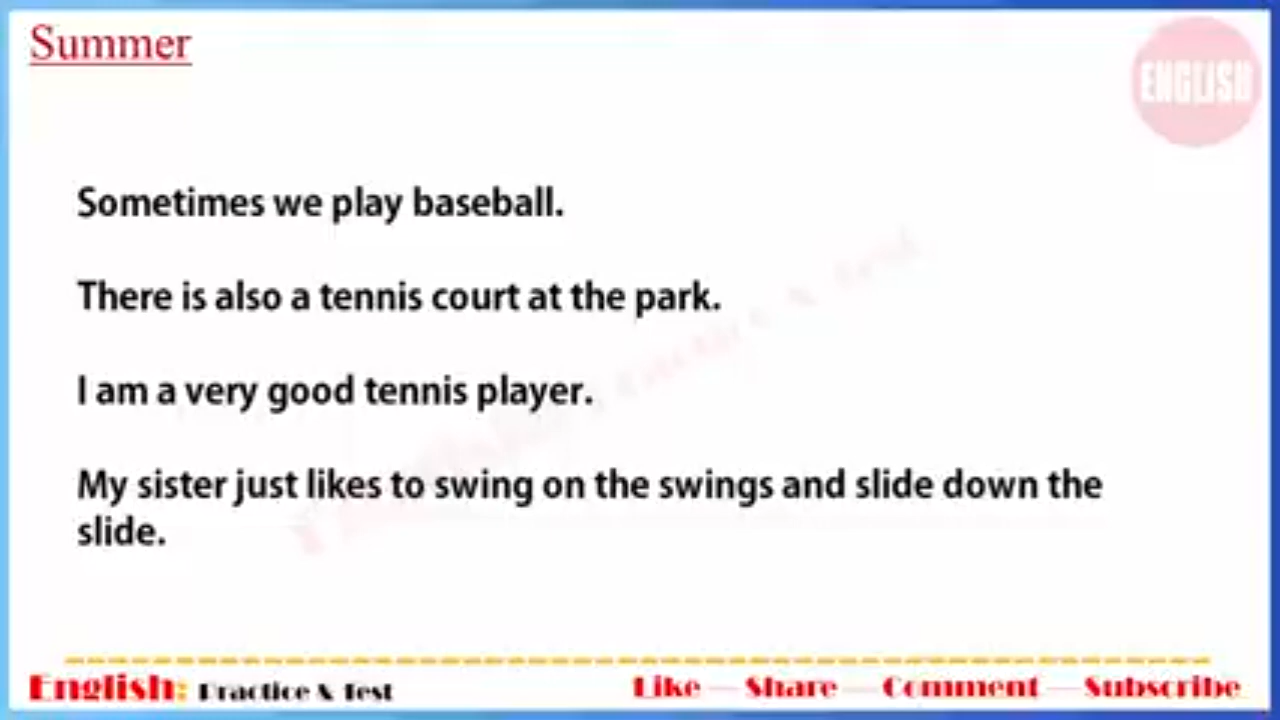 Summer
ENGLISH
Sometimes we play baseball.
There is also a tennis court at the park.
I am a very good tennis player.
My sister just likes to swing on the swings and slide down the
slide.
English: Practice & Test
Like — Share — Comment — Subscribe